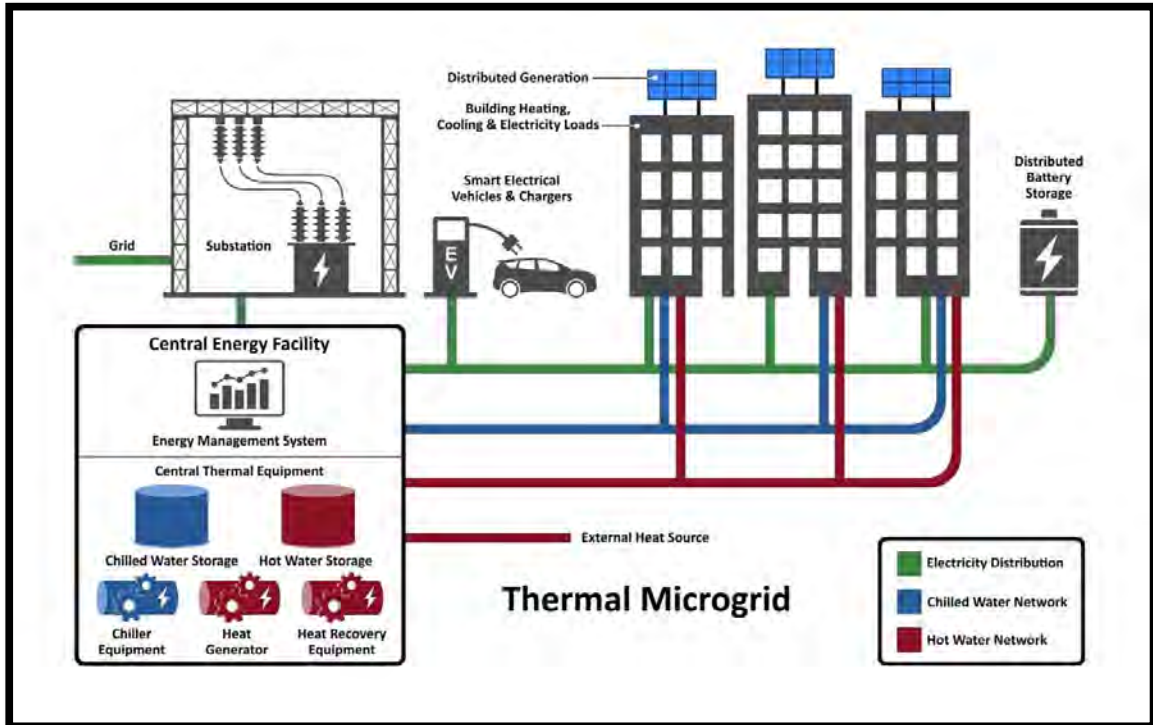 Distributed Generation
Building Heating,
Cooling & Electricity Loads
Smart Electrical
Vehicles & Chargers
Distributed
Battery
Storage
Grid
Substation
EV
Central Energy Facility
Energy Management System
Central Thermal Equipment
Chilled Water Storage
Hot Water Storage
Chiller
Equipment
Heat
Generator
Heat Recovery
Equipment
External Heat Source
Thermal Microgrid
Electricity Distribution
Chilled Water Network
Hot Water Network